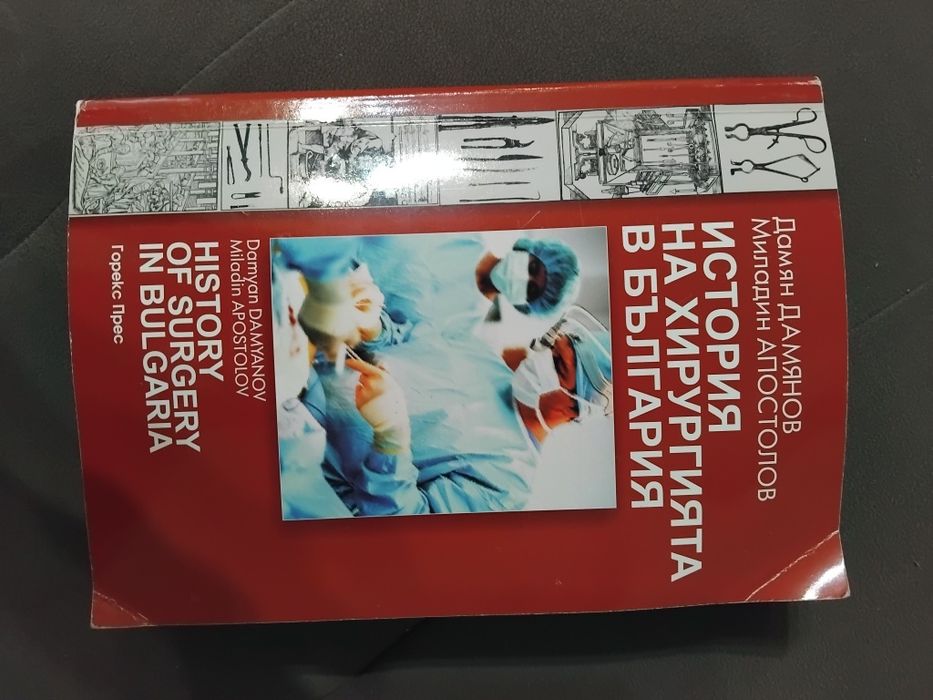 Дамян ДАМЯНОВ
Миладин АПОСТОЛОВ
ИСТОРИЯ
НА ХИРУРГИЯТА
В БЪЛГАРИЯ
Damyan DAMYANOV
Miladin APOSTOLOV
HISTORY
OF SURGERY
IN BULGARIA
Горекс Прес